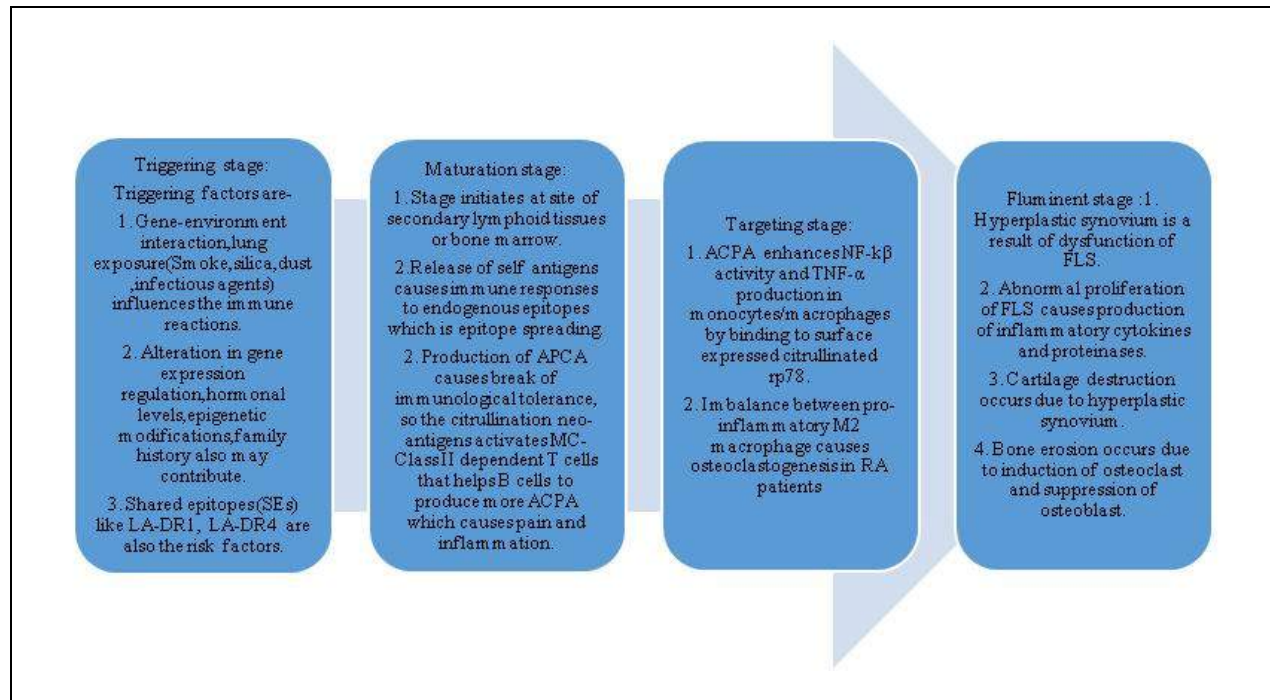 Triggering stage:
Triggering factors are-
1. Gene-environment
interaction,lung
exposure(Smoke,silica,dust
,infectious agents)
influences the immune
reactions.
2. Alteration in gene
expression
regulation,hormonal
levels,epigenetic
modifications,family
history also may
contribute.
3. Shared epitopes(SEs)
like LA-DR1, LA-DR4 are
also the risk factors.
Maturation stage:
1. Stage initiates at site of
secondary lymphoid tissues
or bone marrow.
2. Release of self antigens
causes immune responses
to endogenous epitopes
which is epitope spreading.
2. Production of APCA
causes break of
immunological tolerance,
so the citrullination neo-
antigens activates MC-
Class II dependent T cells
that helps B cells to
produce more ACPA
which causes pain and
inflammation.
Targeting stage:
1. ACPA enhances NF-kβ
activity and TNF-α
production in
monocytes/macrophages
by binding to surface
expressed citrullinated
rp78.
2. Imbalance between pro-
inflammatory M2
macrophage causes
osteoclastogenesis in RA
patients
Fluminent stage :1.
Hyperplastic synovium is a
result of dysfunction of
FLS.
2. Abnormal proliferation
of FLS causes production
of inflammatory cytokines
and proteinases.
3. Cartilage destruction
occurs due to hyperplastic
synovium.
4. Bone erosion occurs due
to induction of osteoclast
and suppression of
osteoblast.